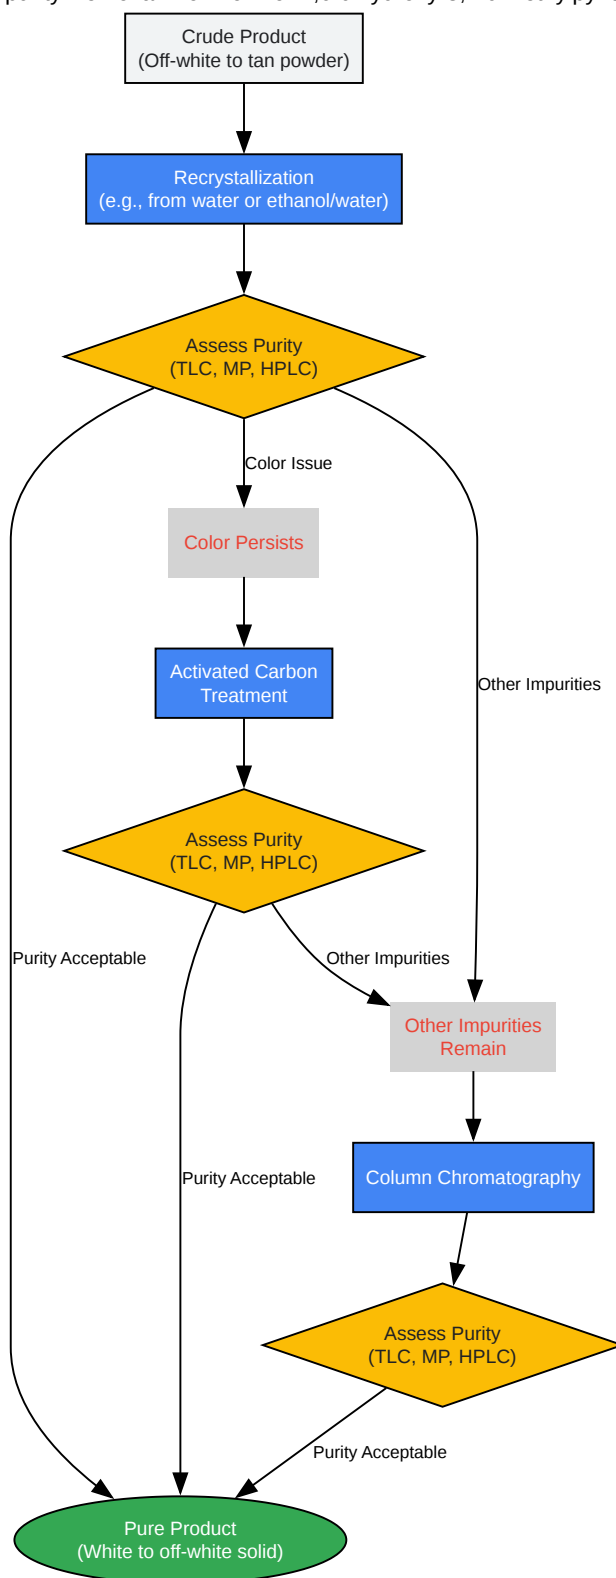 Crude Product
(Off-white to tan powder)
Recrystallization
(e.g., from water or ethanol/water)
Assess Purity
(TLC, MP, HPLC)
Color Issue
Color Persists
Activated Carbon
Treatment
Other Impurities
Assess Purity
(TLC, MP, HPLC)
Purity Acceptable
Other Impurities
Other Impurities
Remain
Purity Acceptable
Column Chromatography
Assess Purity
(TLC, MP, HPLC)
Purity Acceptable
Pure Product
(White to off-white solid)